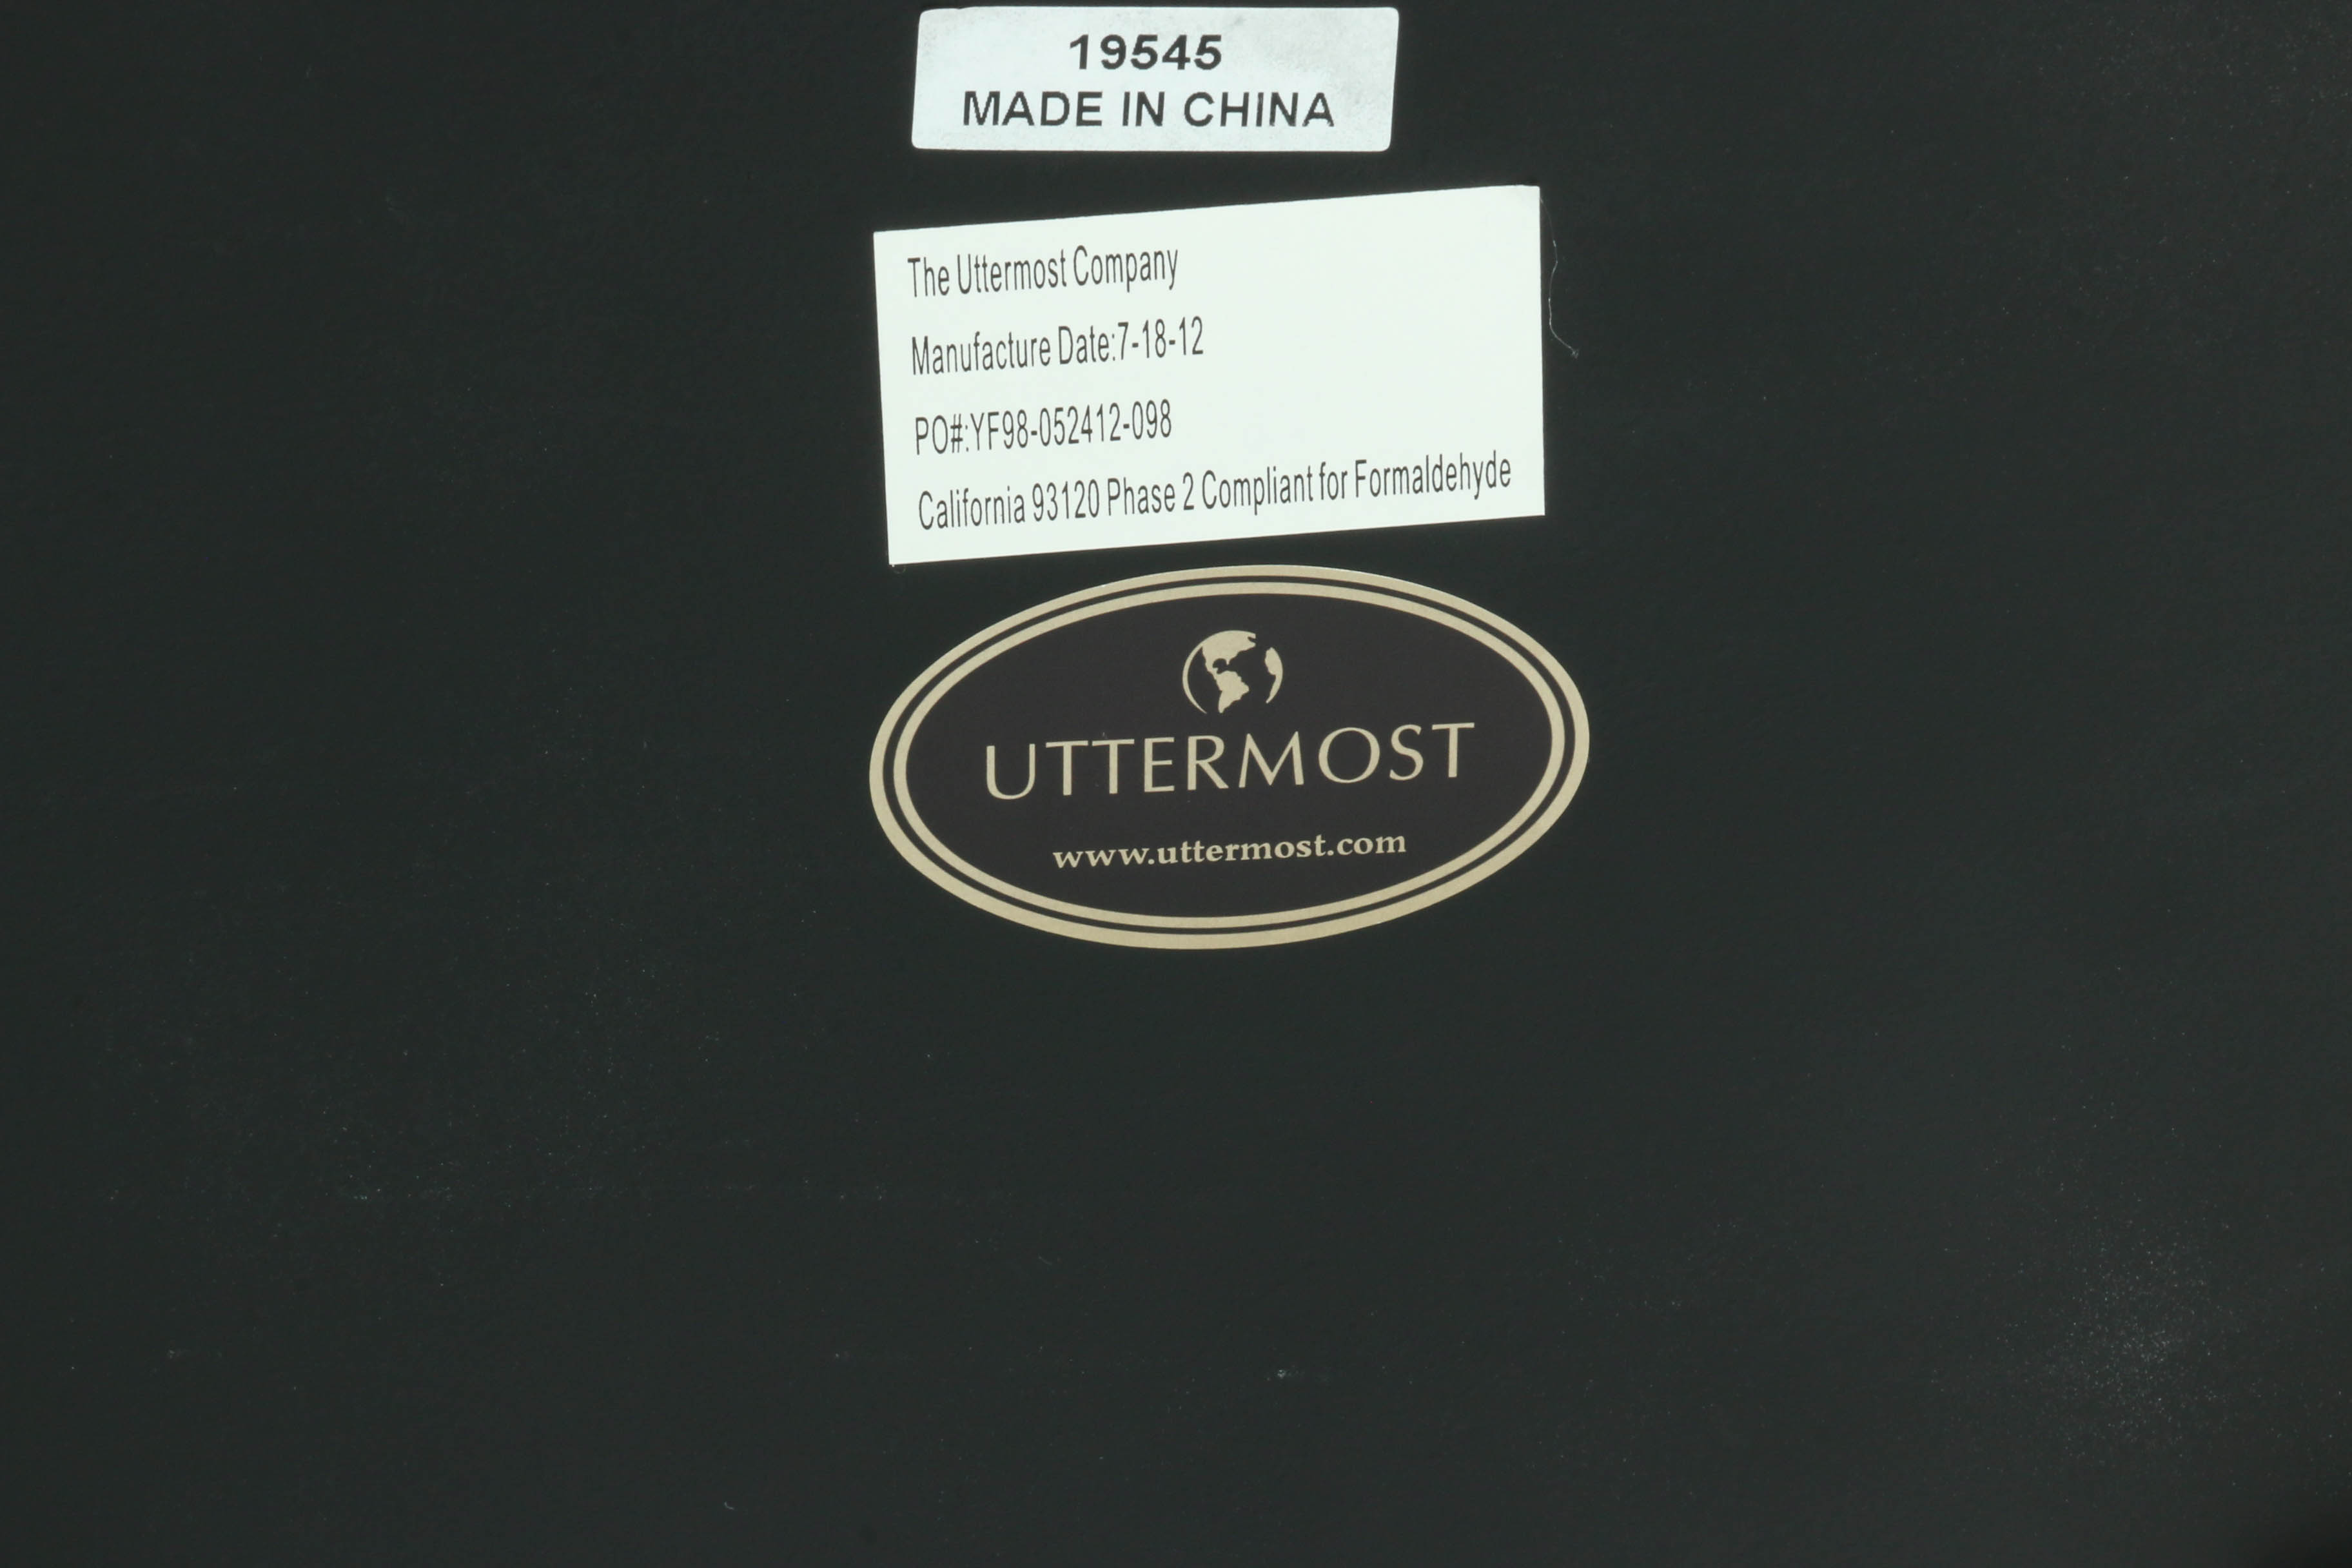 19545
MADE IN CHINA
The Uttermost Company
Manufacture Date:7-18-12
PO#:YF98-052412-098
California 93120 Phase 2 Compliant for Formaldehyde
UTTERMOST
www.uttermost.com